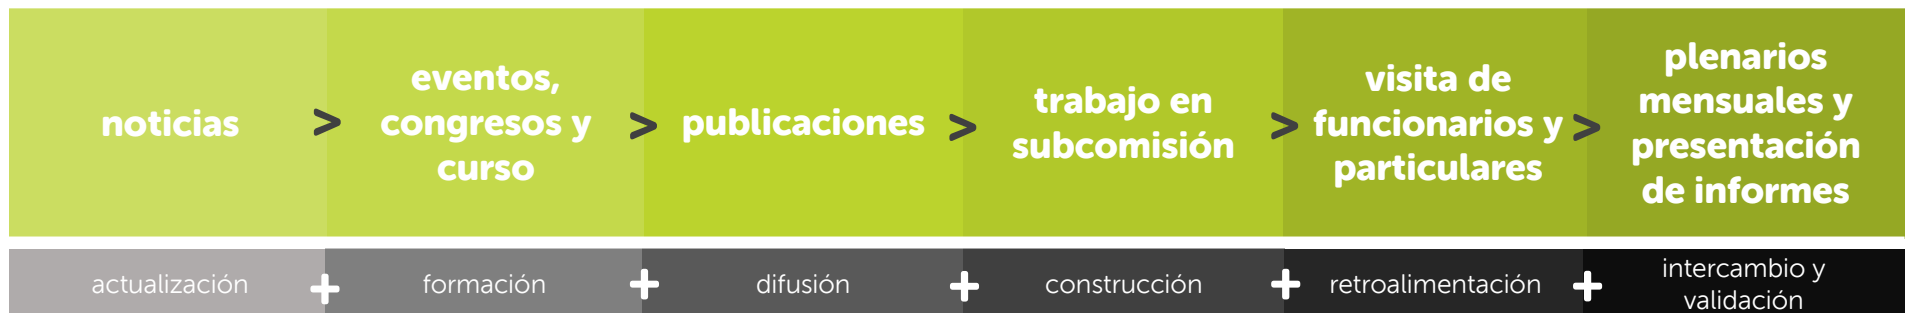 noticias
>
eventos,
congresos y
curso
>
publicaciones
>
trabajo en
subcomisión
>
visita de
funcionarios y
particulares
>
plenarios
mensuales y
presentación
de informes
actualización
+
formación
+
difusión
+
construcción
+
retroalimentación
+
intercambio y
validación